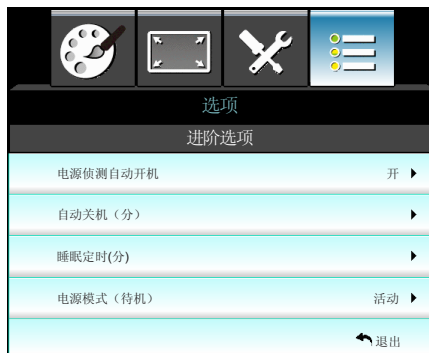 选项
进阶选项
电源侦测自动开机 开
自动关机（分）
睡眠定时(分)
电源模式（待机） 活动
退出